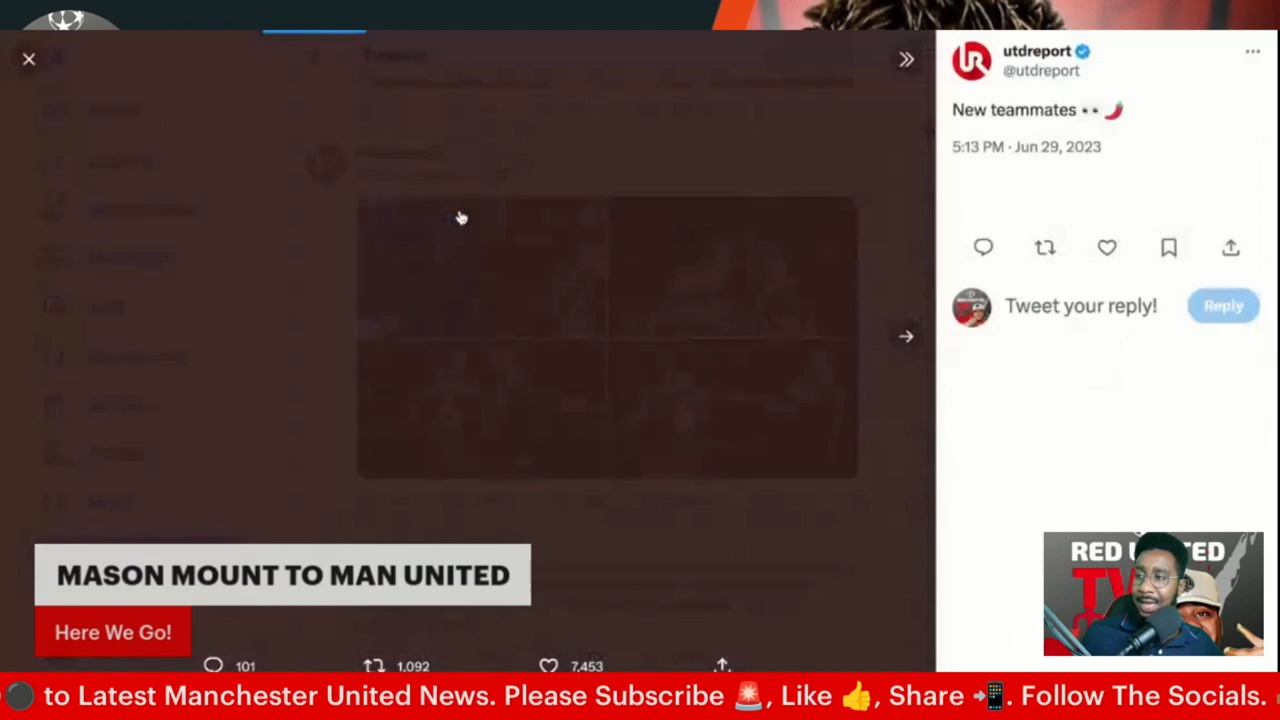 utdreport
@utdreport
New teammates 👀 🌶️
5:13 PM · Jun 29, 2023
Tweet your reply!
Reply
RED UNITED
TV
MASON MOUNT TO MAN UNITED
Here We Go!
101
1,092
7,453
to Latest Manchester United News. Please Subscribe 🚨, Like 👍, Share 📲. Follow The Socials.